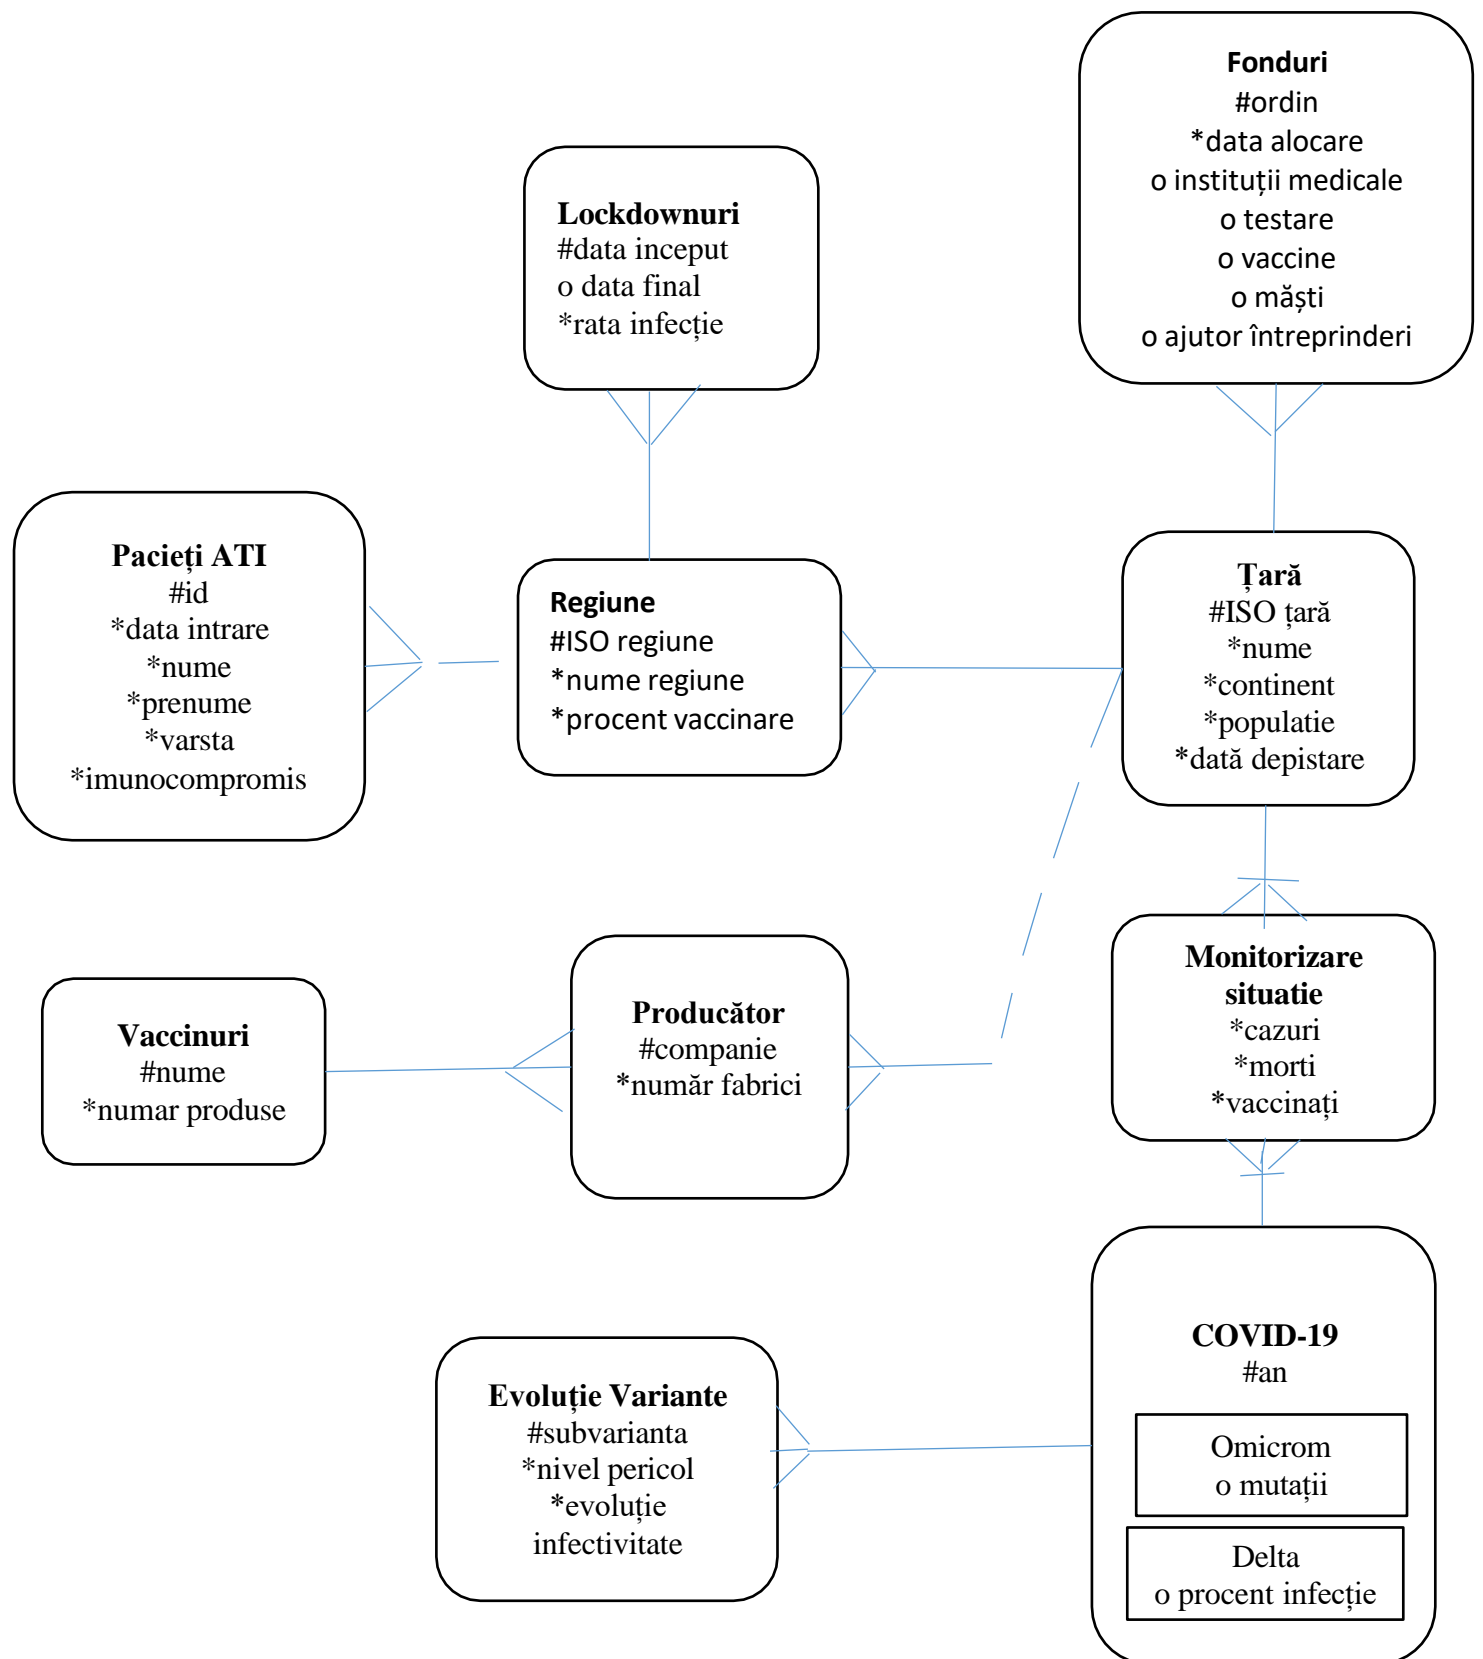 Fonduri
#ordin
*data alocare
o instituții medicale
o testare
o vaccine
o măști
o ajutor întreprinderi
Lockdownuri
#data inceput
o data final
*rata infecție
Pacieți ATI
#id
*data intrare
*nume
*prenume
*varsta
*imunocompromis
Regiune
#ISO regiune
*nume regiune
*procent vaccinare
Țară
#ISO țară
*nume
*continent
*populatie
*dată depistare
Vaccinuri
#nume
*numar produse
Producător
#companie
*număr fabrici
Monitorizare
situatie
*cazuri
*morti
*vaccinați
Evoluție Variante
#subvarianta
*nivel pericol
*evoluție
infectivitate
COVID-19
#an
Omicrom
o mutații
Delta
o procent infecție